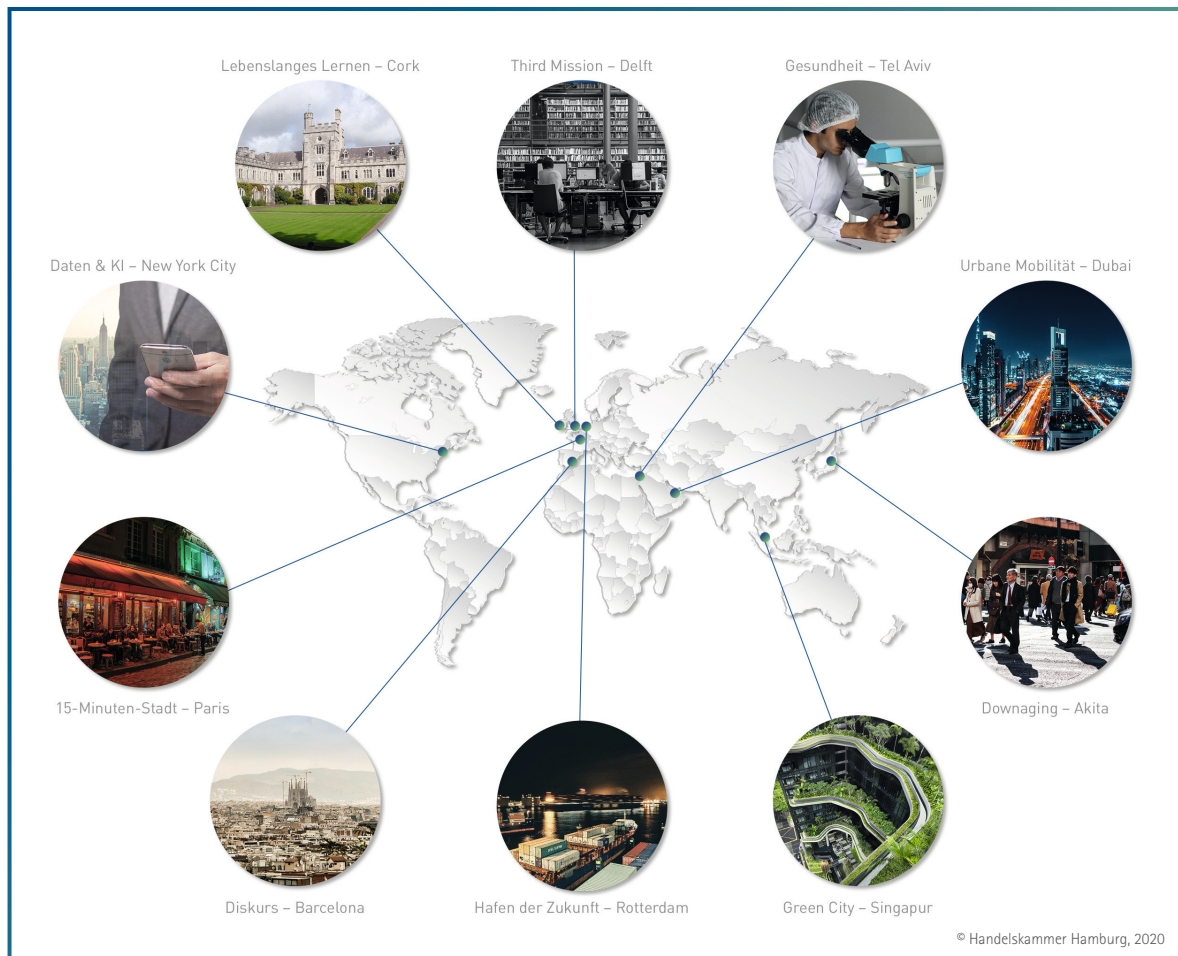 Lebenslanges Lernen – Cork
Third Mission – Delft
Gesundheit – Tel Aviv
Daten & KI – New York City
Urbane Mobilität – Dubai
15-Minuten-Stadt – Paris
Downaging – Akita
Diskurs – Barcelona
Hafen der Zukunft – Rotterdam
Green City – Singapur
© Handelskammer Hamburg, 2020